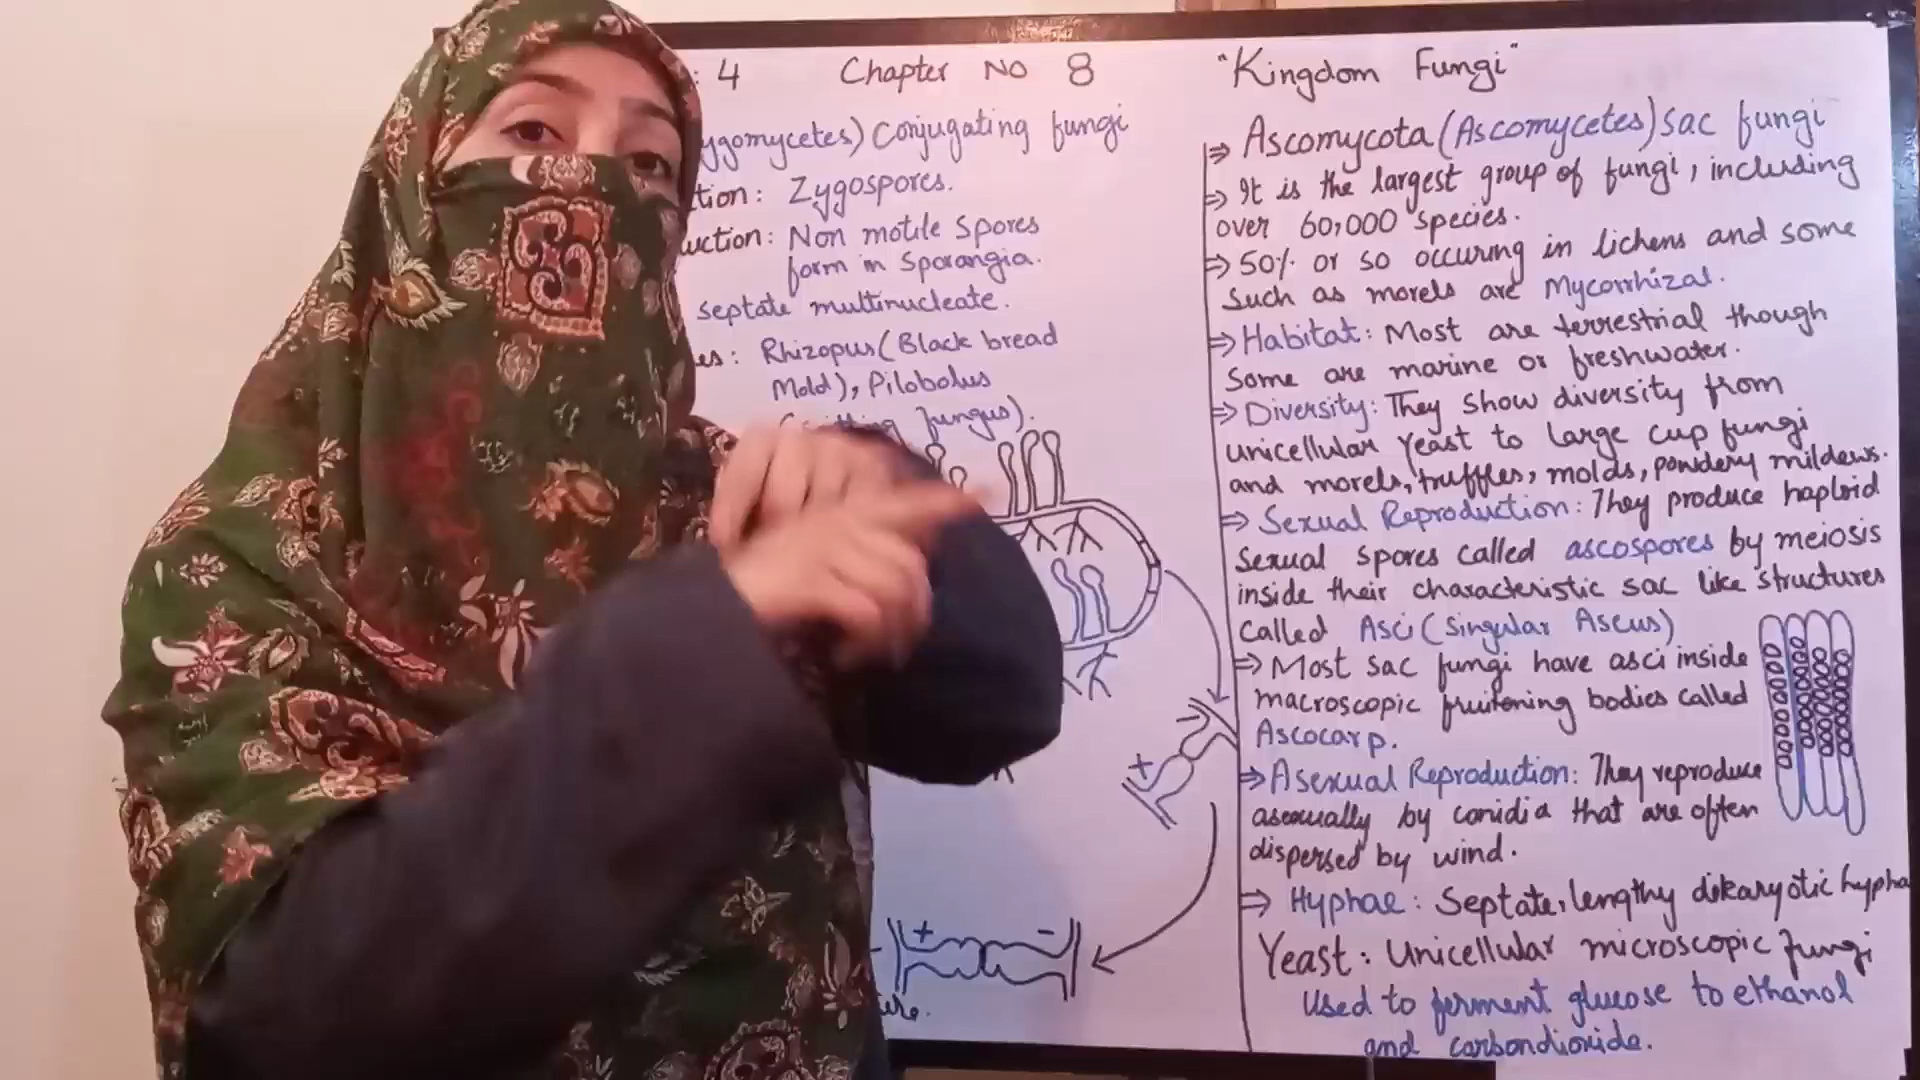 : 4 Chapter No 8 "Kingdom Fungi"
ygomycetes) Conjugating fungi
tion: Zygospores.
uction: Non motile spores
form in sporangia.
septate multinucleate.
es: Rhizopus (Black bread
Mold), Pilobolus
fungus).
+
+ -
⇒ Ascomycota (Ascomycetes) sac fungi
⇒ It is the largest group of fungi, including
over 60,000 species.
⇒ 50% or so occuring in lichens and some
such as morels are Mycorrhizal.
⇒ Habitat: Most are terrestrial though
some are marine or freshwater.
⇒ Diversity: They show diversity from
unicellular yeast to large cup fungi
and morels, truffles, molds, powdery mildews.
⇒ Sexual Reproduction: They produce haploid
sexual spores called ascospores by meiosis
inside their characteristic sac like structures
called Asci (Singular Ascus)
⇒ Most sac fungi have asci inside
macroscopic fruitening bodies called
Ascocarp.
⇒ Asexual Reproduction: They reproduce
asexually by conidia that are often
dispersed by wind.
⇒ Hyphae: Septate, lengthy dikaryotic hypha
Yeast: Unicellular microscopic fungi
used to ferment glucose to ethanol
and carbondioxide.